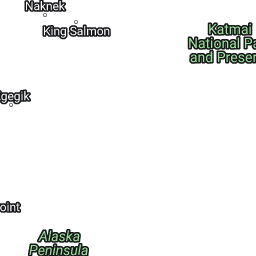 Naknek
King Salmon
Katmai
National Pa
and Preser
gegik
oint
Alaska
Peninsula